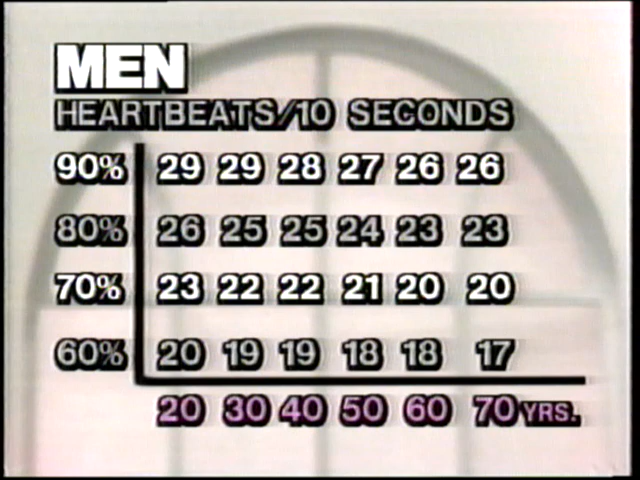 MEN
HEARTBEATS/10 SECONDS
90% 29 29 28 27 26 26
80% 26 25 25 24 23 23
70% 23 22 22 21 20 20
60% 20 19 19 18 18 17
20 30 40 50 60 70 YRS.